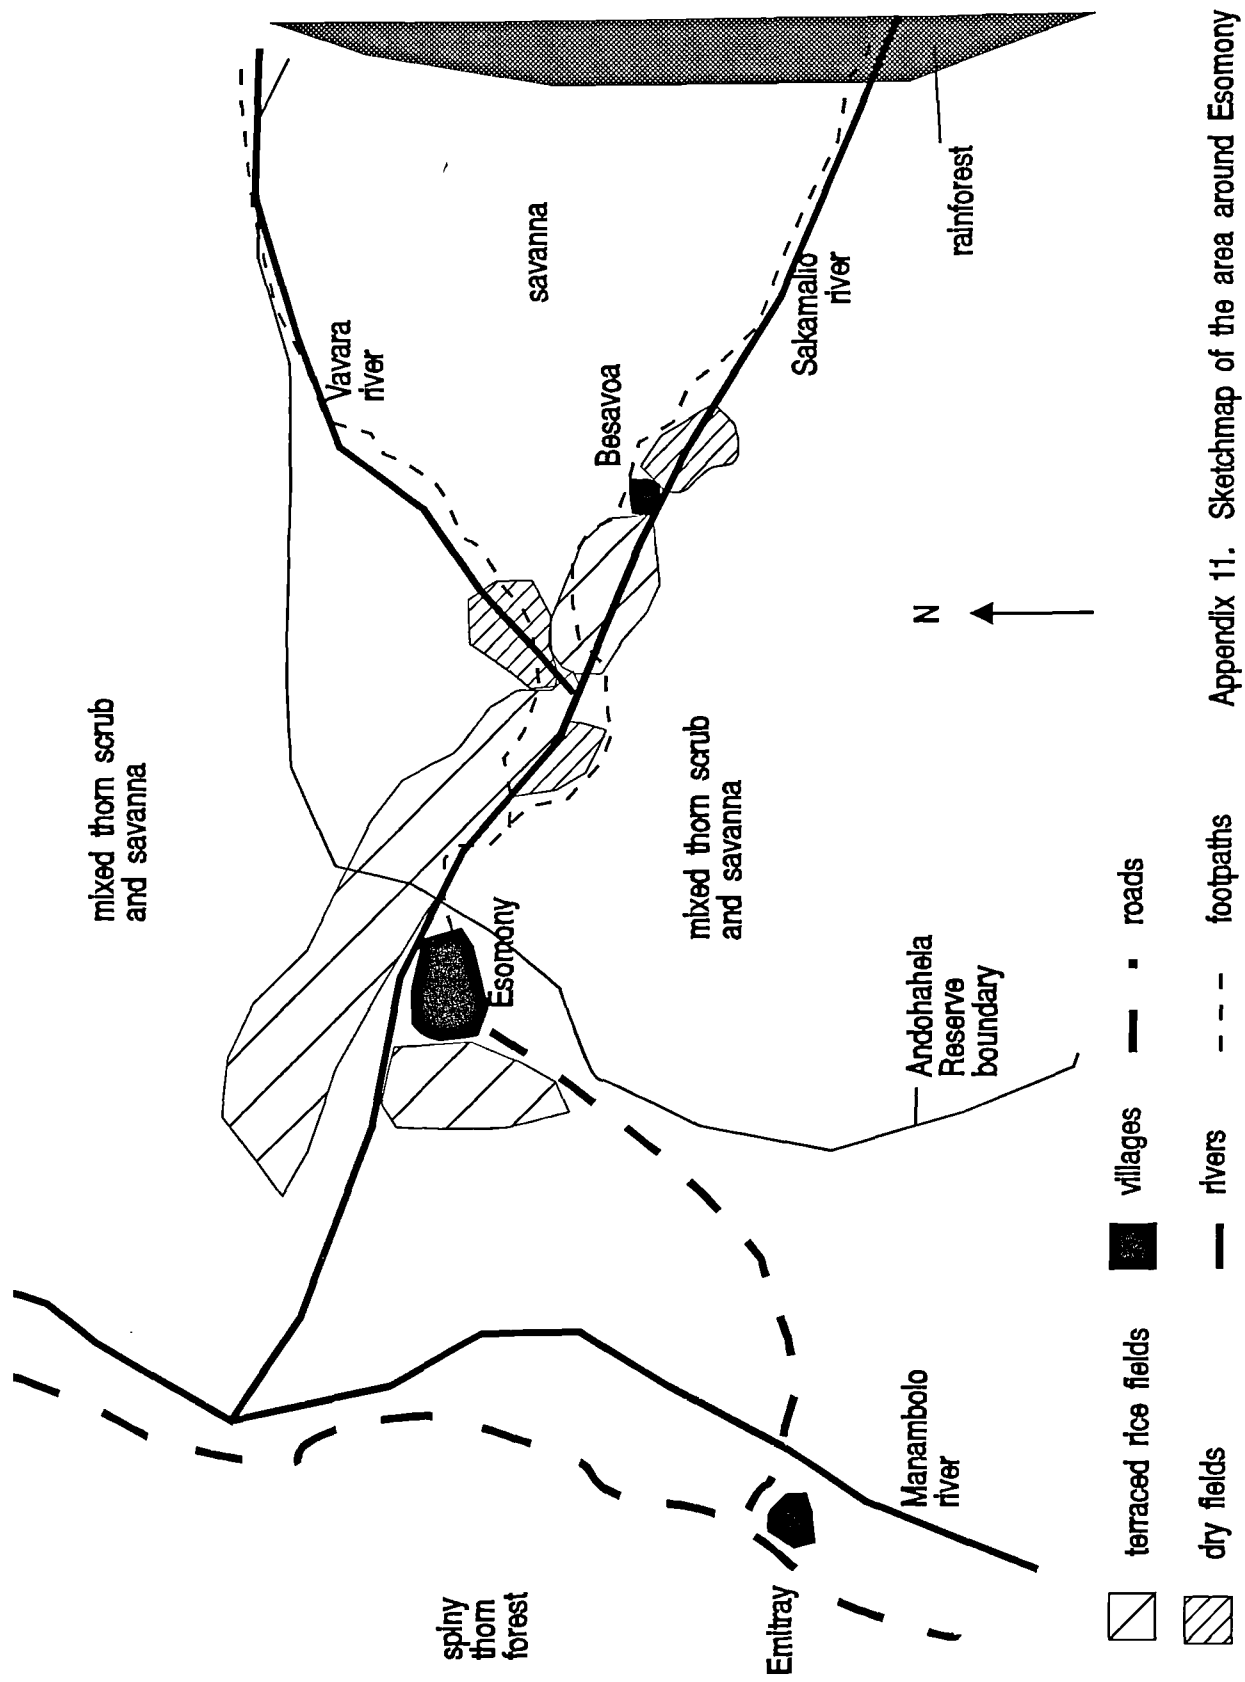 mixed thorn scrub
and savanna
Vavara
river
savanna
spiny
thorn
forest
Esomony
Besavoa
mixed thorn scrub
and savanna
Sakamalio
river
Emitray
Manambolo
river
Andohahela
Reserve
boundary
N
rainforest
terraced rice fields
villages
roads
dry fields
rivers
footpaths
Appendix 11. Sketchmap of the area around Esomony